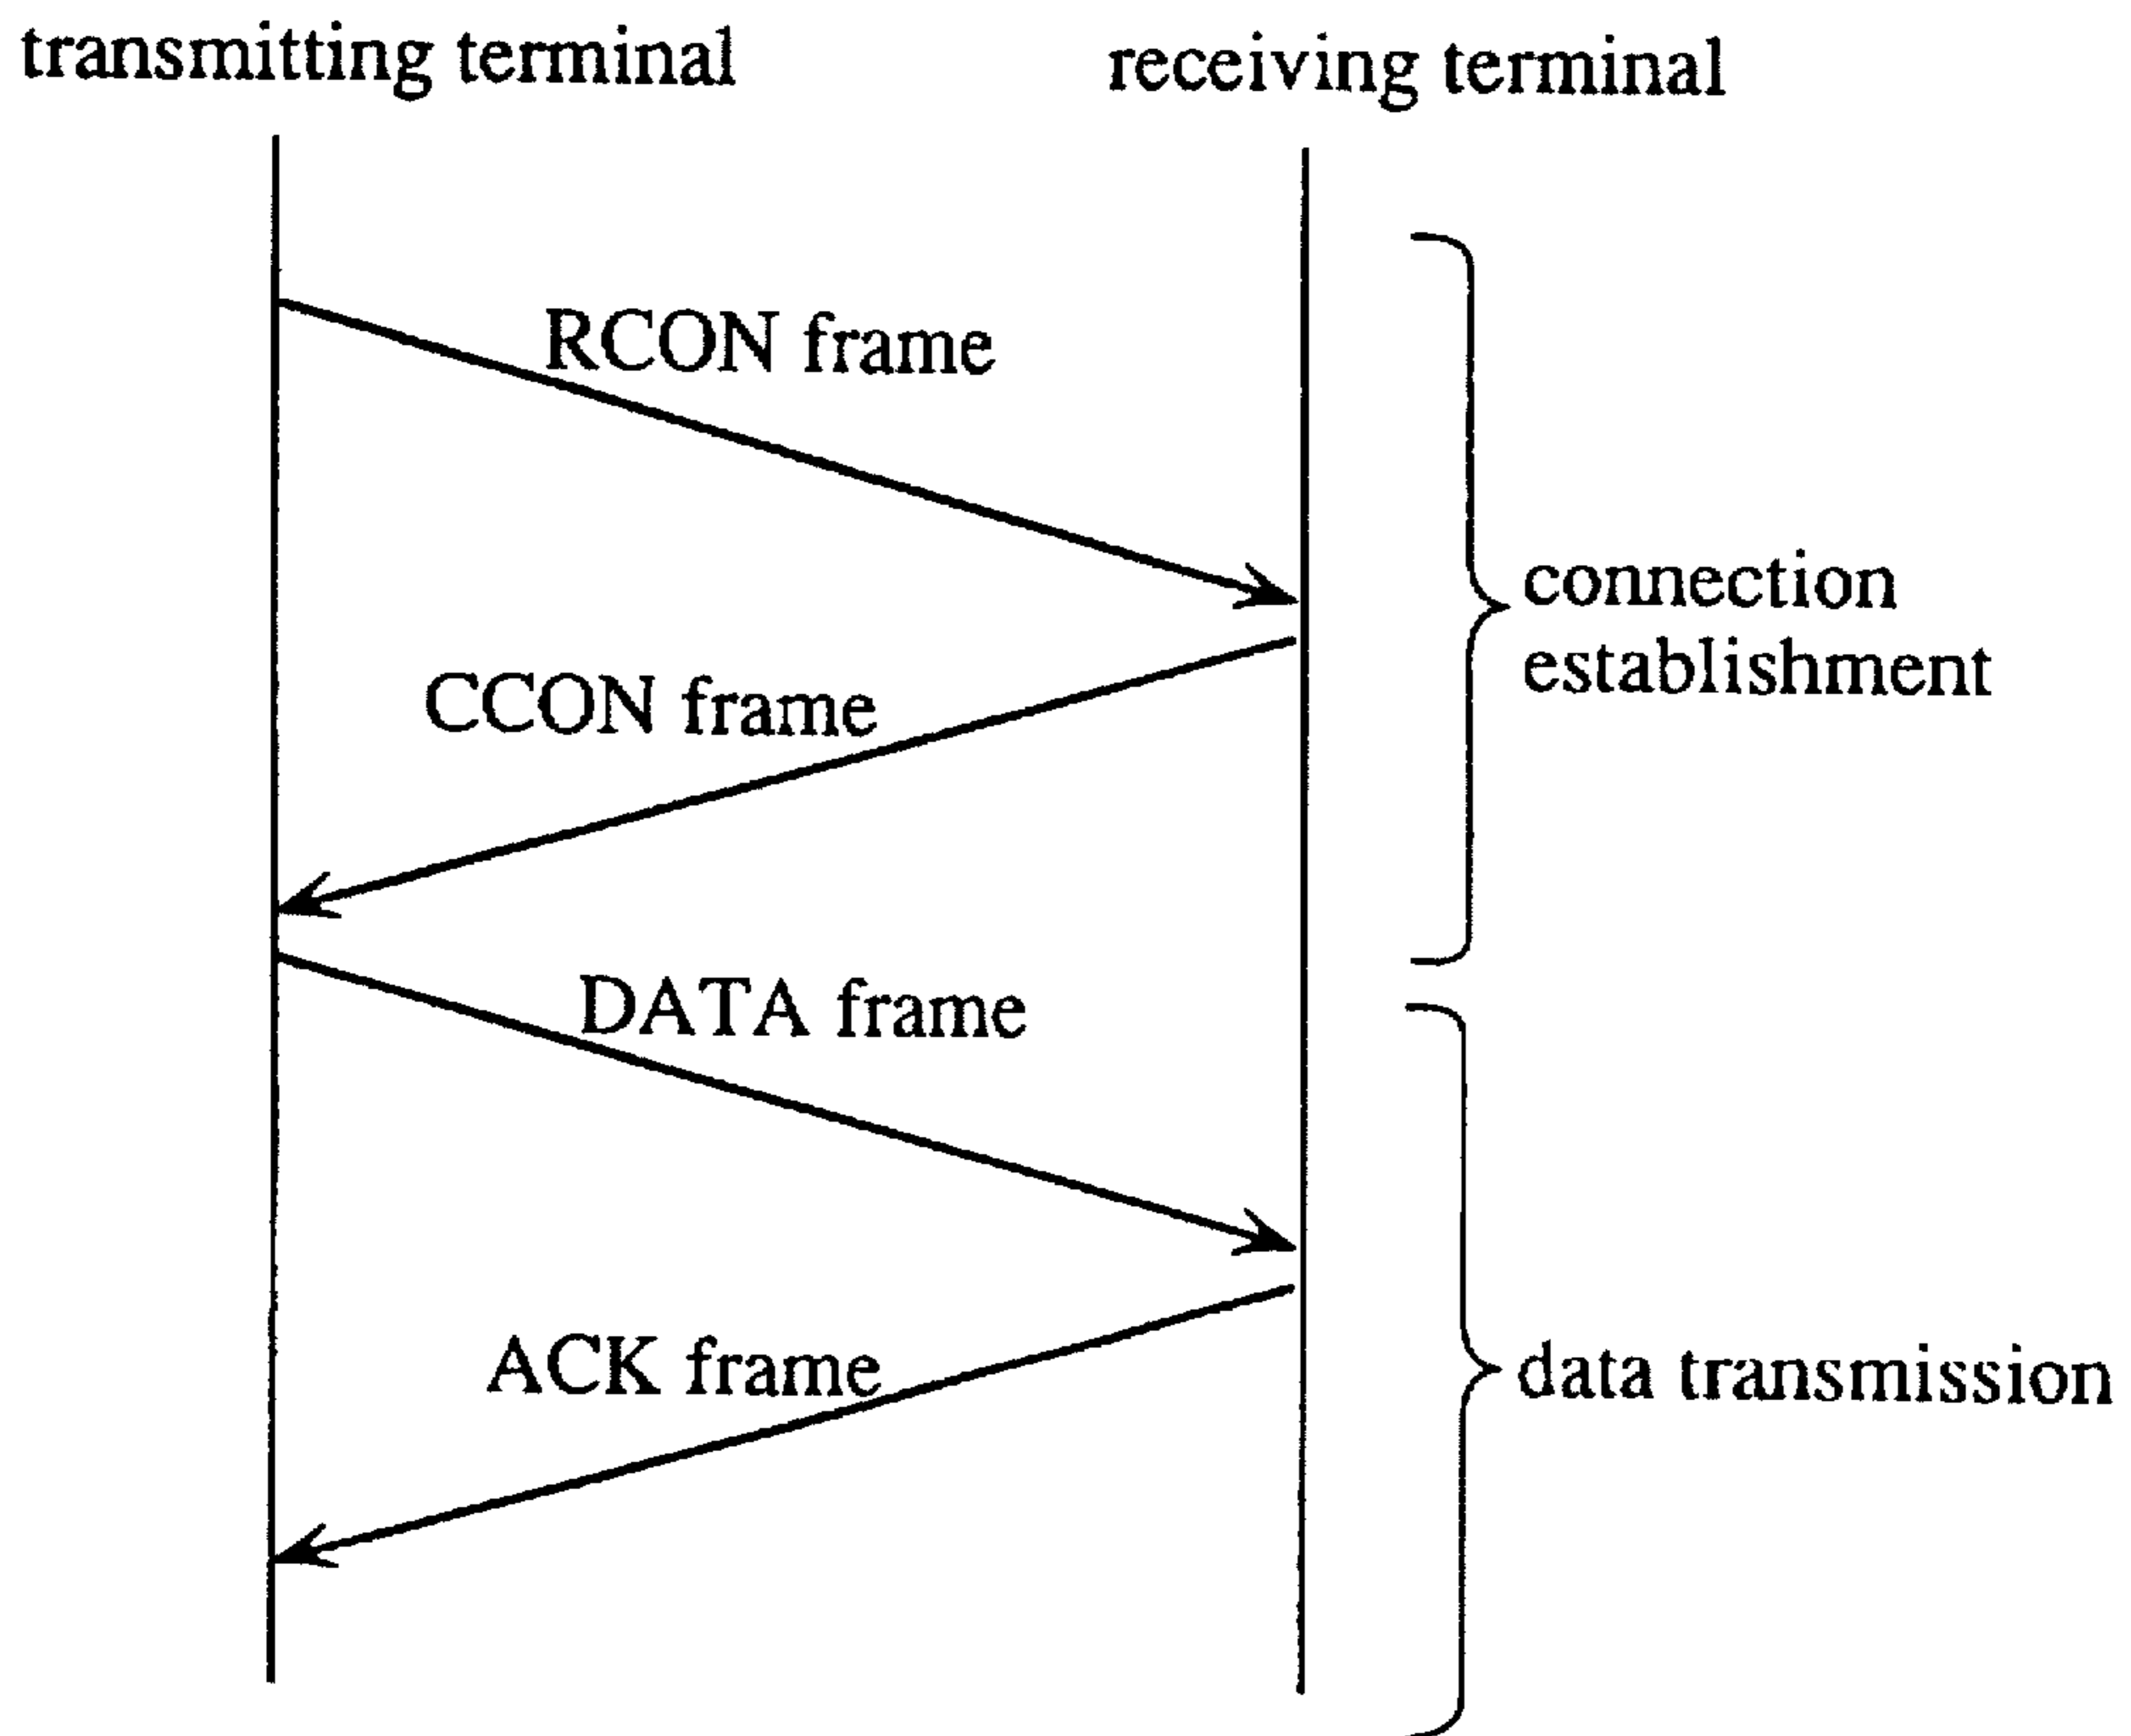 transmitting terminal
receiving terminal
RCON frame
connection
establishment
CCON frame
DATA frame
ACK frame
data transmission